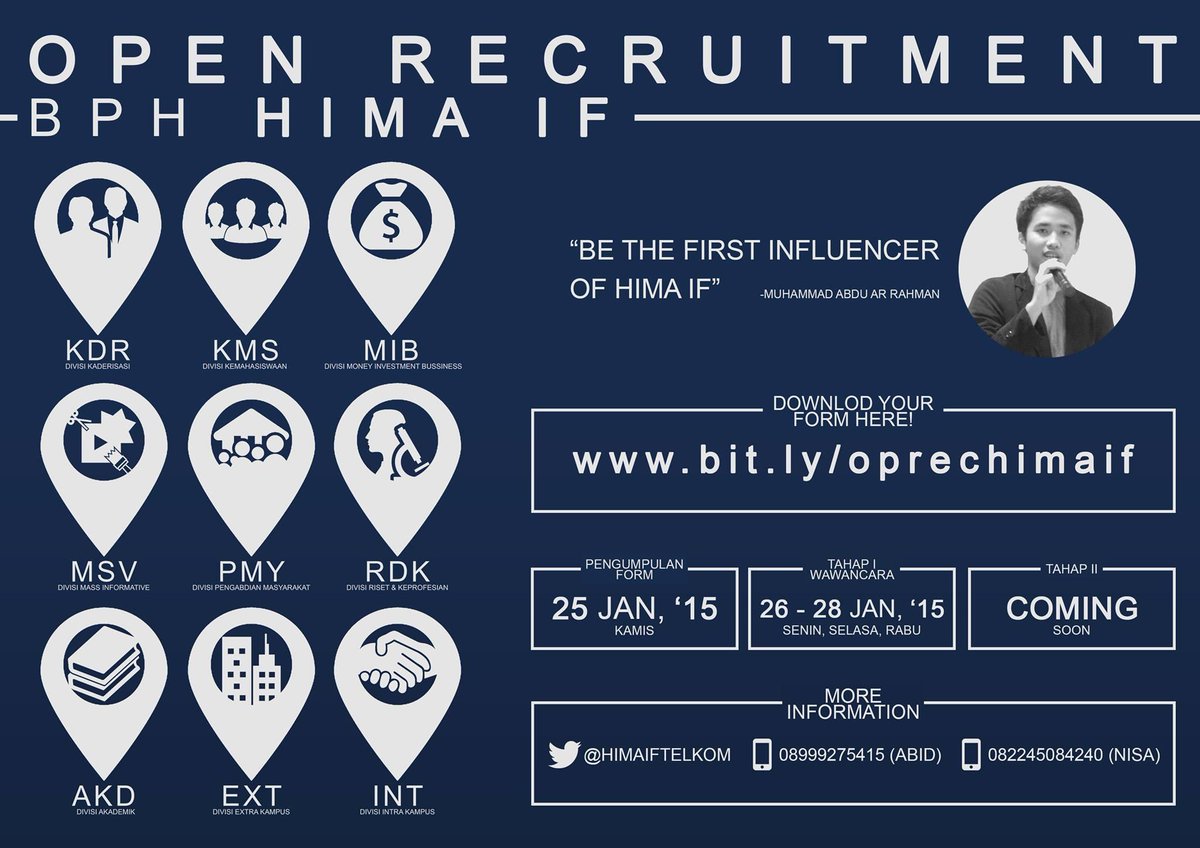 OPEN RECRUITMENT
BPH HIMA IF
KDR
DIVISI KADERISASI
KMS
DIVISI KEMAHASISWAAN
MIB
DIVISI MONEY INVESTMENT BUSSINESS
MSV
DIVISI MASS INFORMATIVE
PMY
DIVISI PENGABDIAN MASYARAKAT
RDK
DIVISI RISET & KEPROFESIAN
AKD
DIVISI AKADEMIK
EXT
DIVISI EXTRA KAMPUS
INT
DIVISI INTRA KAMPUS
“BE THE FIRST INFLUENCER
OF HIMA IF”
-MUHAMMAD ABDU AR RAHMAN
DOWNLOD YOUR
FORM HERE!
www.bit.ly/oprechimaif
PENGUMPULAN
FORM
25 JAN, ‘15
KAMIS
TAHAP I
WAWANCARA
26 - 28 JAN, ‘15
SENIN, SELASA, RABU
TAHAP II
COMING
SOON
MORE
INFORMATION
@HIMAIFTELKOM
08999275415 (ABID)
082245084240 (NISA)
$